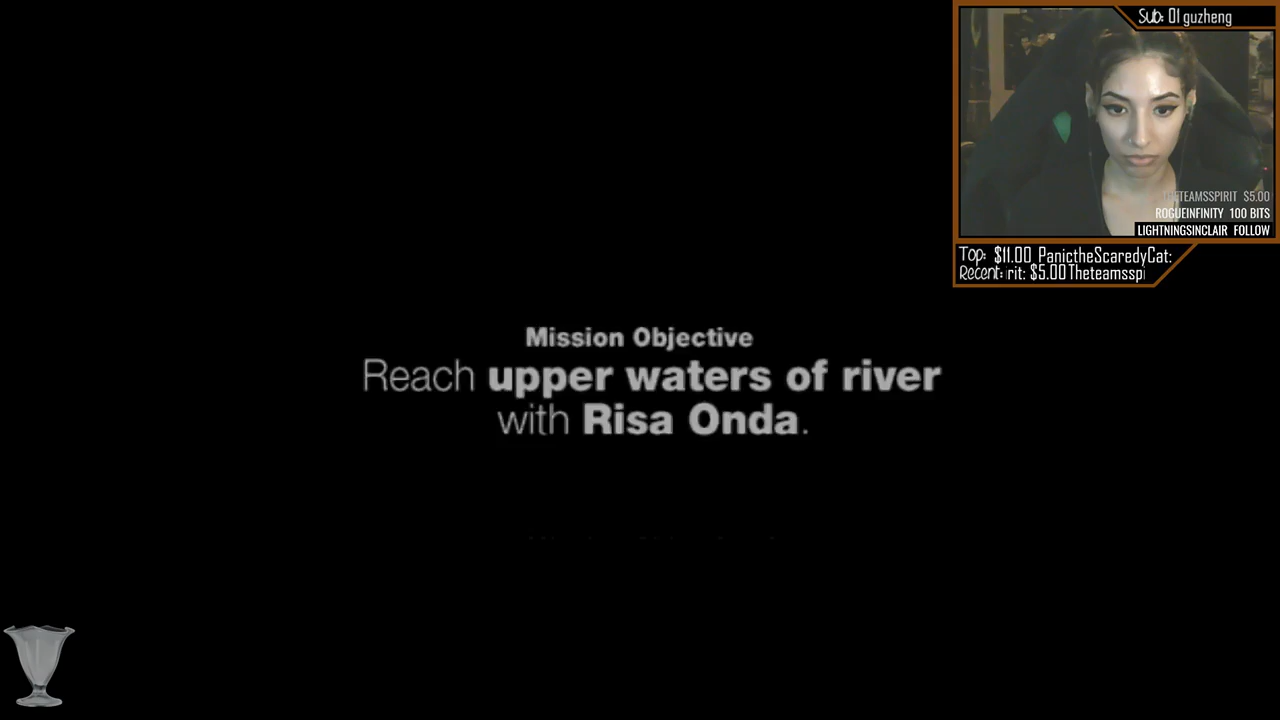 Sub: 01 guzheng
THETEAMSSPIRIT $5.00
ROGUEINFINITY 100 BITS
LIGHTNINGSINCLAIR FOLLOW
Top: $11.00 PanictheScaredyCat:
Recent: rit: $5.00 Theteamsspi
Mission Objective
Reach upper waters of river
with Risa Onda.